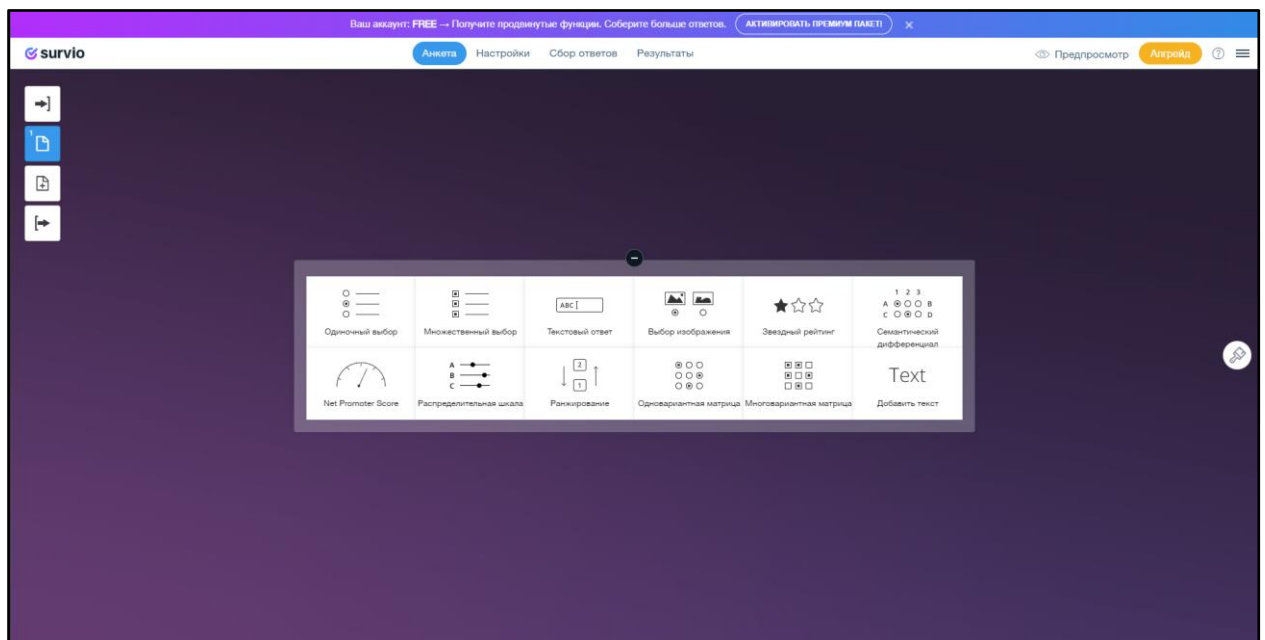 Ваш аккаунт: FREE → Получите продвинутые функции. Соберите больше ответов. АКТИВИРОВАТЬ ПРЕМИУМ ПАКЕТ! ×
survio Анкета Настройки Сбор ответов Результаты Предпросмотр Апгрейд ?
1
ABC
1 2 3
A B
C D
Одиночный выбор Множественный выбор Текстовый ответ Выбор изображения Звездный рейтинг Семантический дифференциал
A
B
C
2
1
Text
Net Promoter Score Распределительная шкала Ранжирование Одновариантная матрица Многовариантная матрица Добавить текст